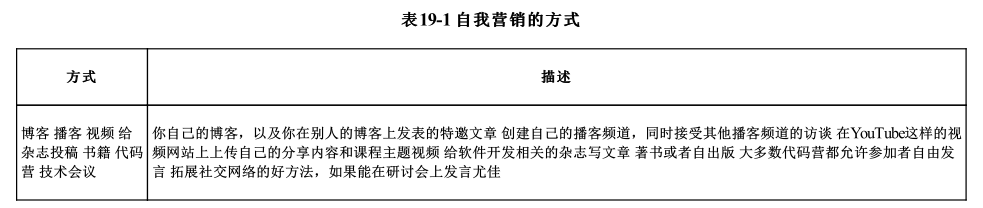 表19-1 自我营销的方式
方式
描述
博客 播客 视频 给
杂志投稿 书籍 代码
营 技术会议
你自己的博客，以及你在别人的博客上发表的特邀文章 创建自己的播客频道，同时接受其他播客频道的访谈 在YouTube这样的视
频网站上上传自己的分享内容和课程主题视频 给软件开发相关的杂志写文章 著书或者自出版 大多数代码营都允许参加者自由发
言 拓展社交网络的好方法，如果能在研讨会上发言尤佳